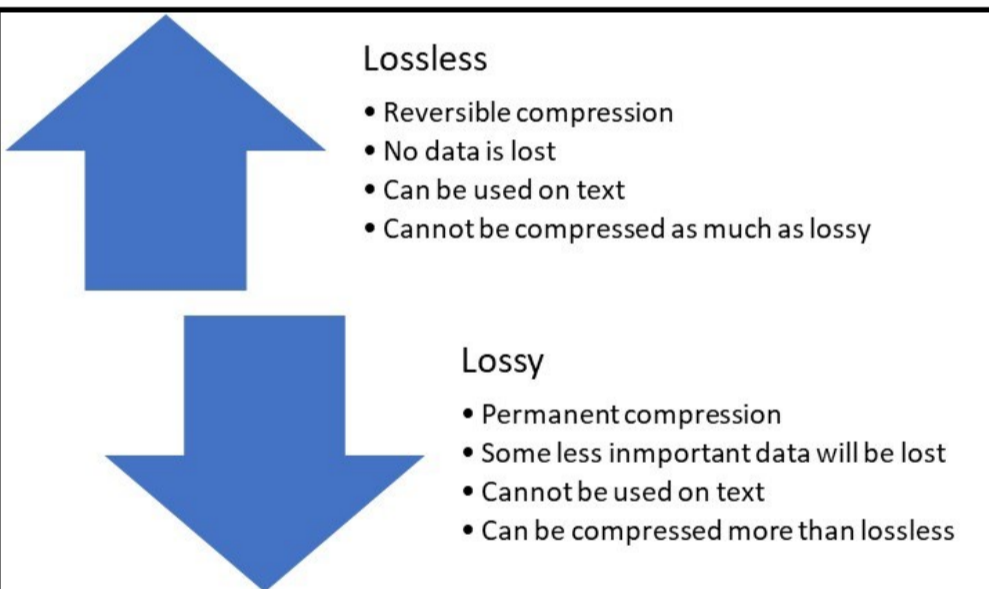 Lossless
• Reversible compression
• No data is lost
• Can be used on text
• Cannot be compressed as much as lossy
Lossy
• Permanent compression
• Some less inmportant data will be lost
• Cannot be used on text
• Can be compressed more than lossless